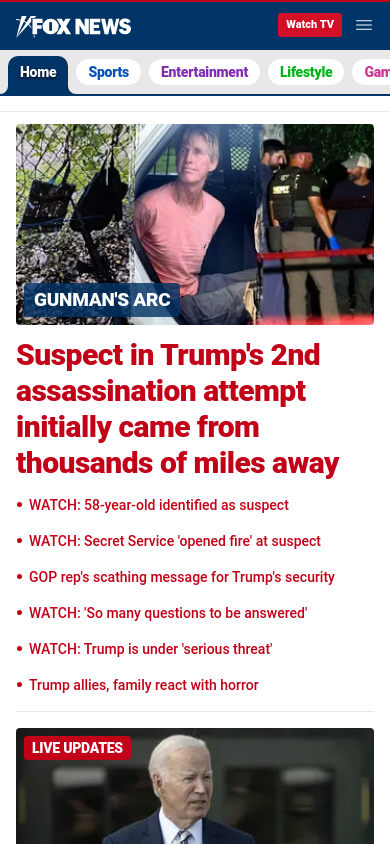 FOX NEWS
Watch TV
Home Sports Entertainment Lifestyle Gam
GUNMAN'S ARC
Suspect in Trump's 2nd
assassination attempt
initially came from
thousands of miles away
• WATCH: 58-year-old identified as suspect
• WATCH: Secret Service 'opened fire' at suspect
• GOP rep's scathing message for Trump's security
• WATCH: 'So many questions to be answered'
• WATCH: Trump is under 'serious threat'
• Trump allies, family react with horror
LIVE UPDATES